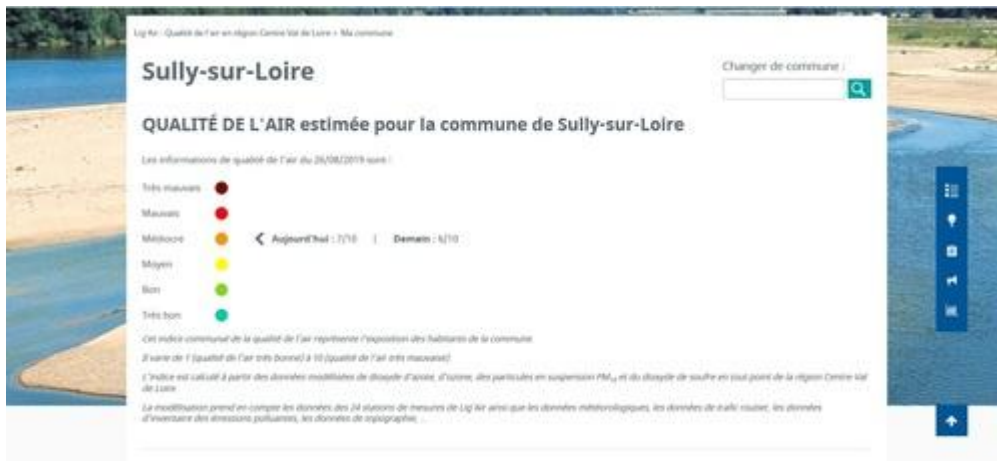 Lig'Air - Qualité de l'air en région Centre Val de Loire > Ma commune
Sully-sur-Loire
Changer de commune :
QUALITÉ DE L'AIR estimée pour la commune de Sully-sur-Loire
Les informations de qualité de l'air du 26/08/2019 sont :
Très mauvais
Mauvais
Médiocre
Aujourd'hui : 7/10 | Demain : 6/10
Moyen
Bon
Très bon
Cet indice communal de la qualité de l'air représente l'exposition des habitants de la commune.
Il varie de 1 (qualité de l'air très bonne) à 10 (qualité de l'air très mauvaise).
L'indice est calculé à partir des données modélisées de dioxyde d'azote, d'ozone, des particules en suspension PM₁₀ et du dioxyde de soufre en tout point de la région Centre Val
de Loire.
La modélisation prend en compte les données des 24 stations de mesures de Lig'Air ainsi que les données météorologiques, les données de trafic routier, les données
d'inventaire des émissions polluantes, les données de topographie, ...